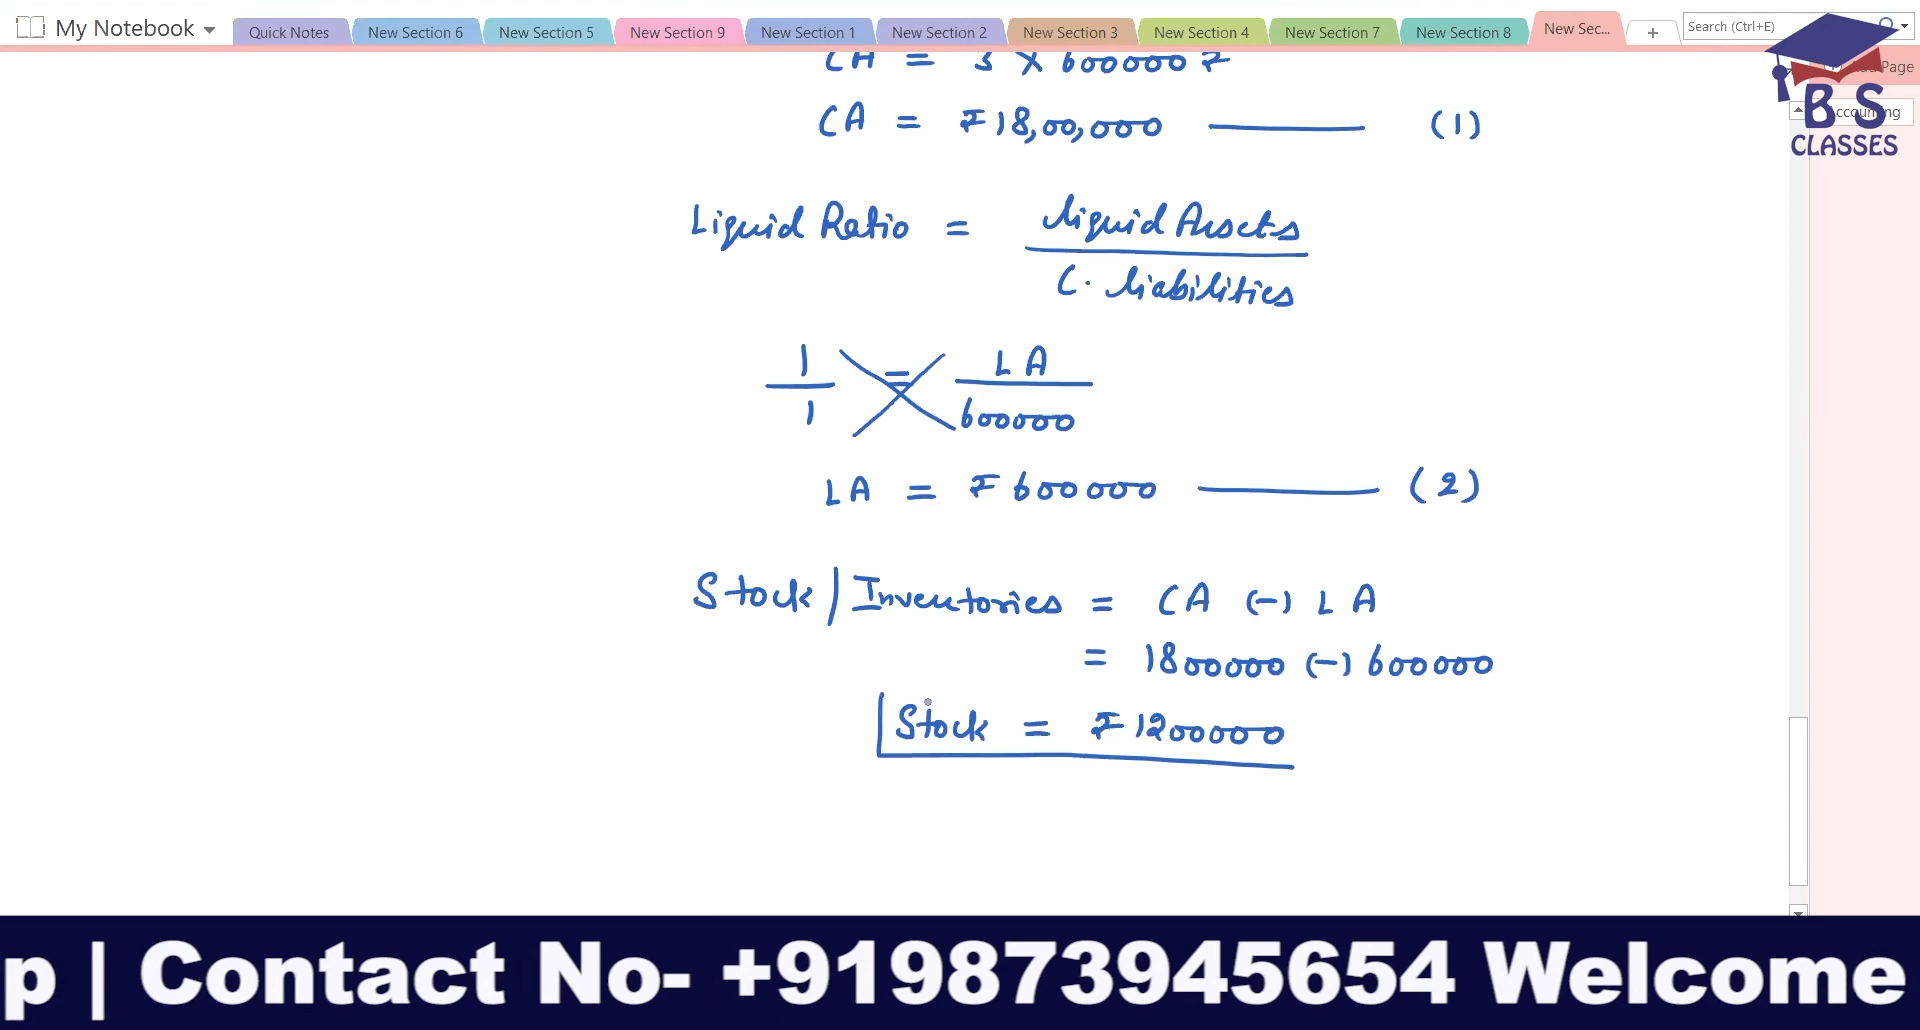 My Notebook
Quick Notes
New Section 6
New Section 5
New Section 9
New Section 1
New Section 2
New Section 3
New Section 4
New Section 7
New Section 8
New Sec...
+
Search (Ctrl+E)
Page
BS
CLASSES
CA = 3 X 600000 ₹
CA = ₹18,00,000 (1)
Liquid Ratio = Liquid Assets
C. Liabilities
1 = LA
1 600000
LA = ₹600000 (2)
Stock/Inventories = CA (-) LA
= 1800000 (-) 600000
Stock = ₹1200000
p | Contact No- +919873945654 Welcome